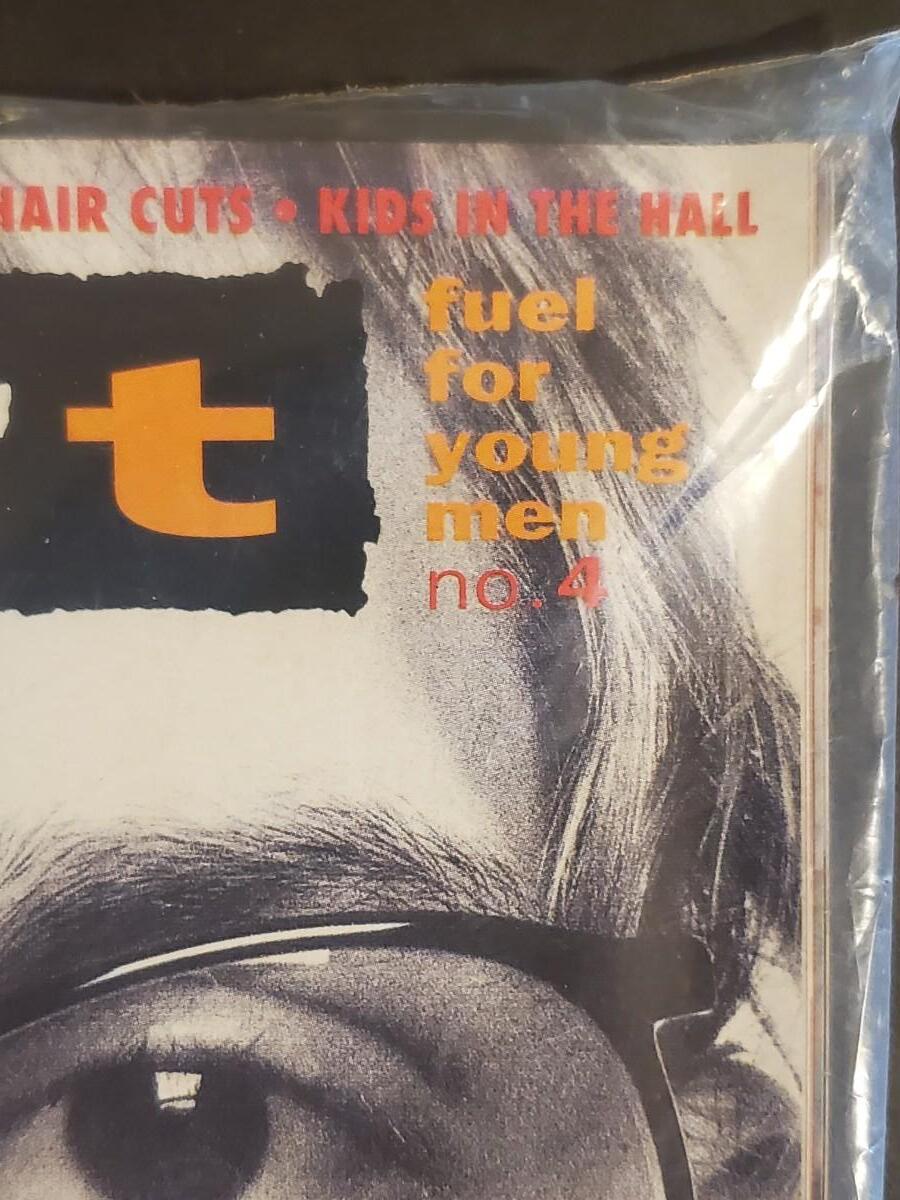 HAIR CUTS • KIDS IN THE HALL
t
fuel
for
young
men
no. 4